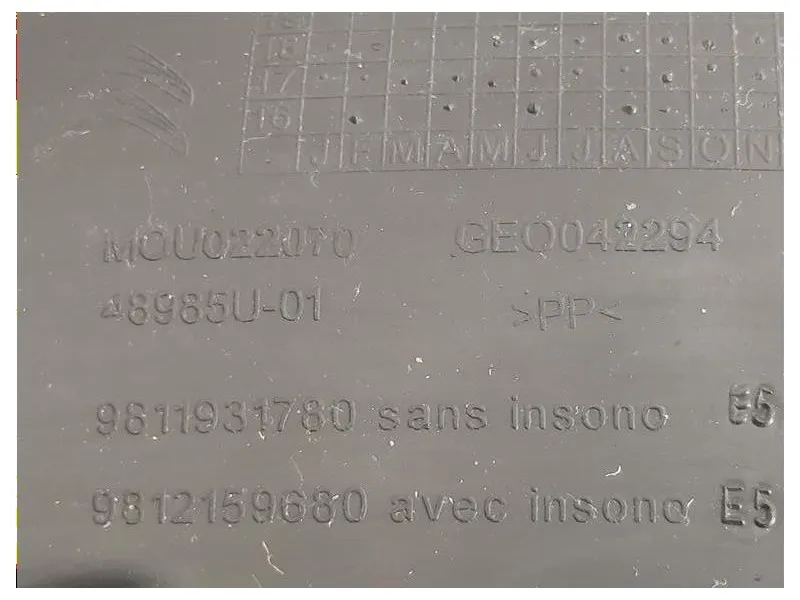 18
17
16
J F M A M J J A S O N
MOU022070 GEO042294
48985U-01 >PP<
9811931780 sans insono E5
9812159680 avec insono E5